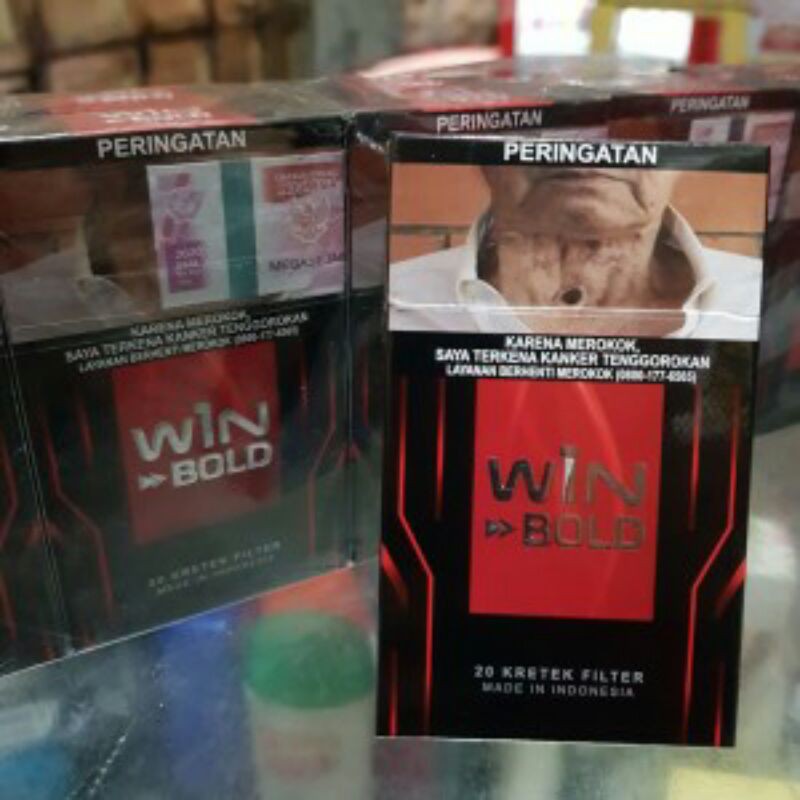 PERINGATAN
PERINGATAN
PERINGATAN
PERINGATAN
KARENA MEROKOK,
SAYA TERKENA KANKER TENGGOROKAN
LAYANAN BERHENTI MEROKOK (0800-177-6565)
WIN
BOLD
20 KRETEK FILTER
MADE IN INDONESIA
KARENA MEROKOK,
SAYA TERKENA KANKER TENGGOROKAN
LAYANAN BERHENTI MEROKOK (0800-177-6565)
WIN
BOLD
20 KRETEK FILTER
MADE IN INDONESIA